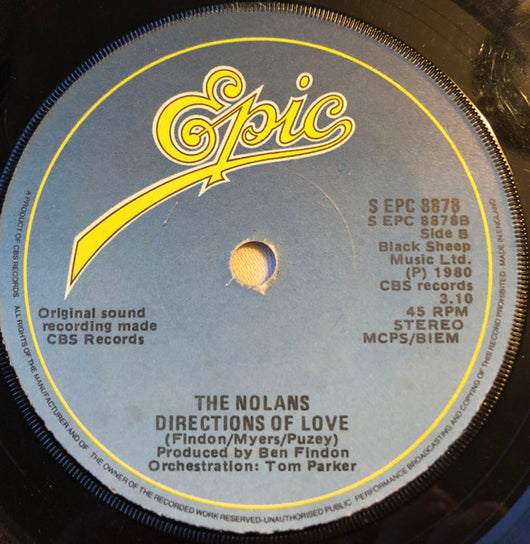 Epic
S EPC 8878
S EPC 8878B
Side B
Black Sheep
Music Ltd.
(P) 1980
CBS records
3.10
45 RPM
STEREO
MCPS/BIEM
Original sound
recording made
CBS Records
THE NOLANS
DIRECTIONS OF LOVE
(Findon/Myers/Puzey)
Produced by Ben Findon
Orchestration: Tom Parker
A PRODUCT OF CBS RECORDS. ALL RIGHTS OF THE MANUFACTURER AND OF THE OWNER OF THE RECORDED WORK RESERVED-UNAUTHORISED PUBLIC PERFORMANCE BROADCASTING AND COPYING OF THIS RECORD PROHIBITED. MADE IN ENGLAND